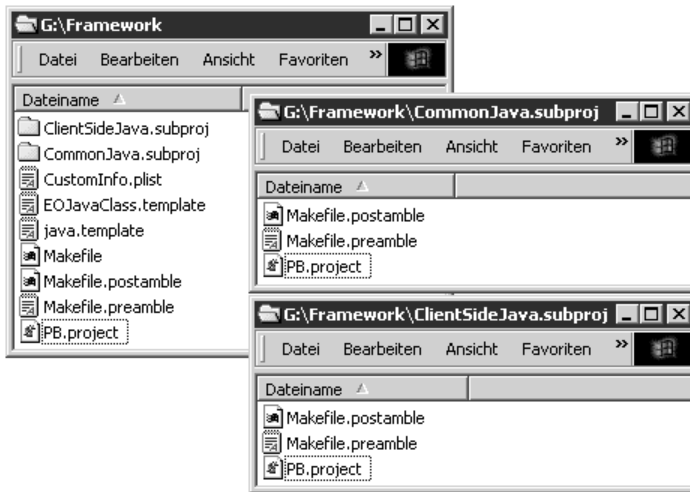 G:\Framework
Datei Bearbeiten Ansicht Favoriten »
Dateiname
ClientSideJava.subproj
CommonJava.subproj
CustomInfo.plist
EOJavaClass.template
java.template
Makefile
Makefile.postamble
Makefile.preamble
PB.project
G:\Framework\CommonJava.subproj
Datei Bearbeiten Ansicht Favoriten »
Dateiname
Makefile.postamble
Makefile.preamble
PB.project
G:\Framework\ClientSideJava.subproj
Datei Bearbeiten Ansicht Favoriten »
Dateiname
Makefile.postamble
Makefile.preamble
PB.project